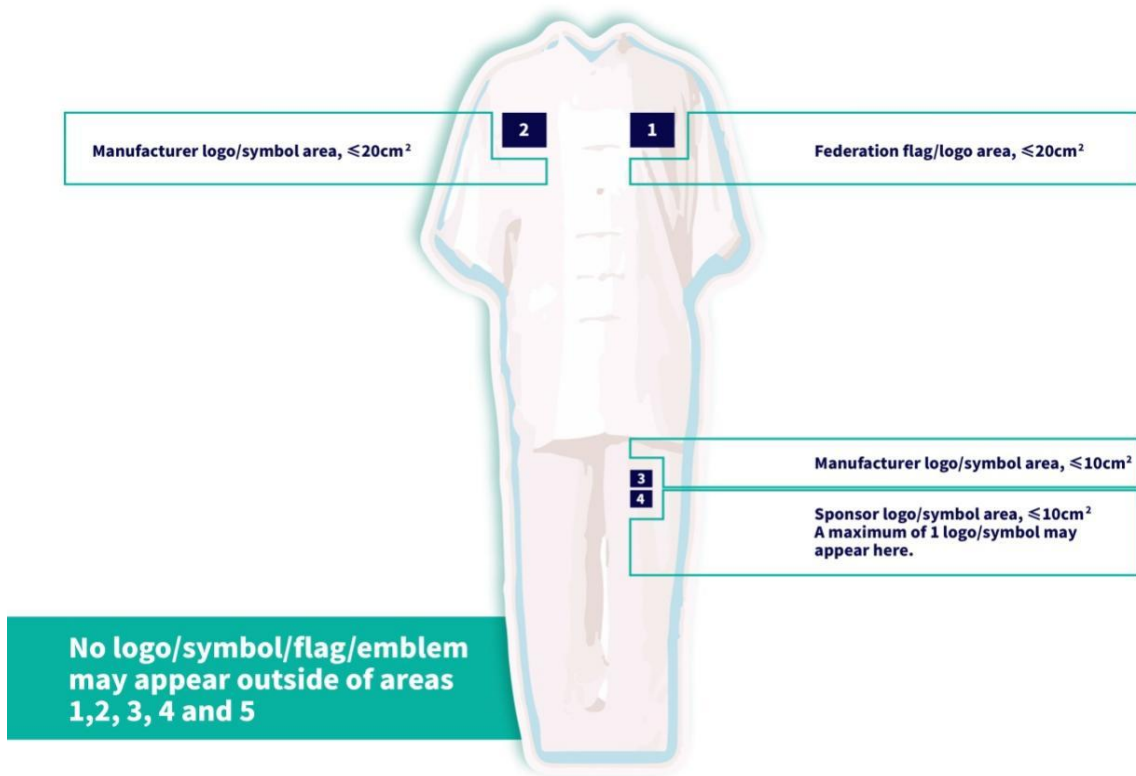 2
1
Manufacturer logo/symbol area, ≤20cm²
Federation flag/logo area, ≤20cm²
3
4
Manufacturer logo/symbol area, ≤10cm²
Sponsor logo/symbol area, ≤10cm²
A maximum of 1 logo/symbol may
appear here.
No logo/symbol/flag/emblem
may appear outside of areas
1,2, 3, 4 and 5